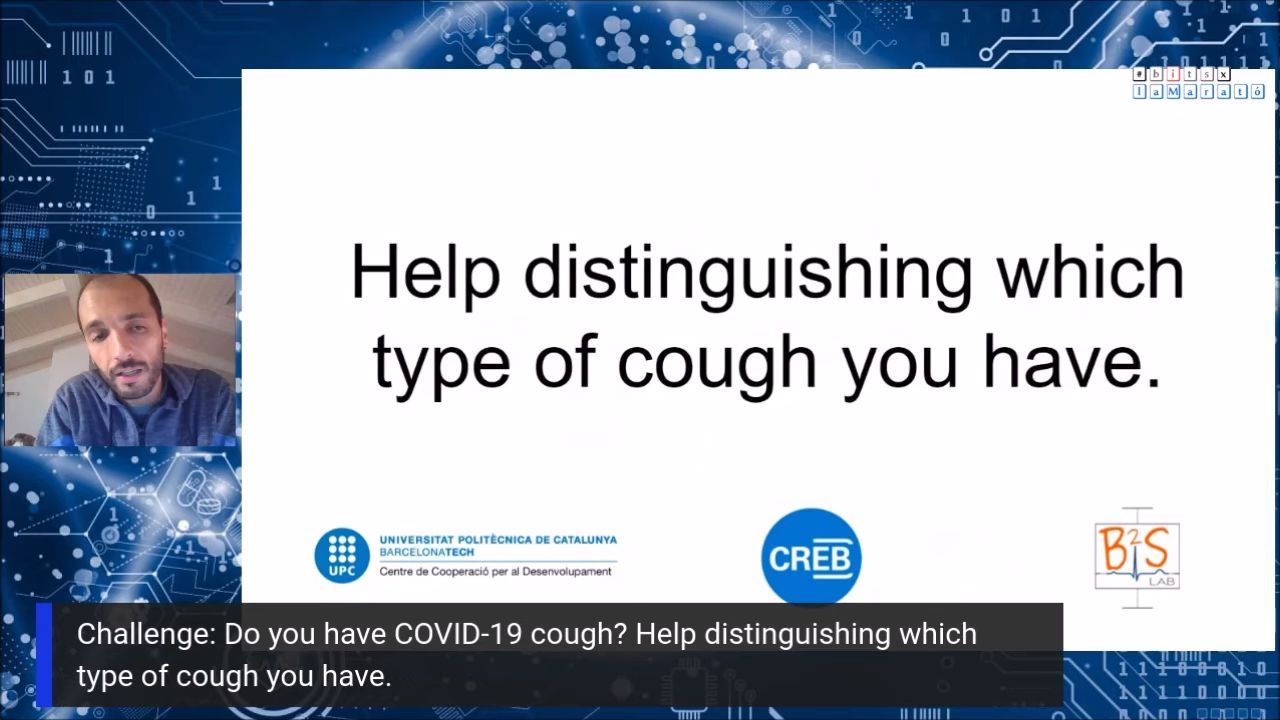 #bitsx
laMarató
Help distinguishing which
type of cough you have.
UPC
UNIVERSITAT POLITÈCNICA DE CATALUNYA
BARCELONATECH
Centre de Cooperació per al Desenvolupament
CREB
B2S
LAB
Challenge: Do you have COVID-19 cough? Help distinguishing which
type of cough you have.